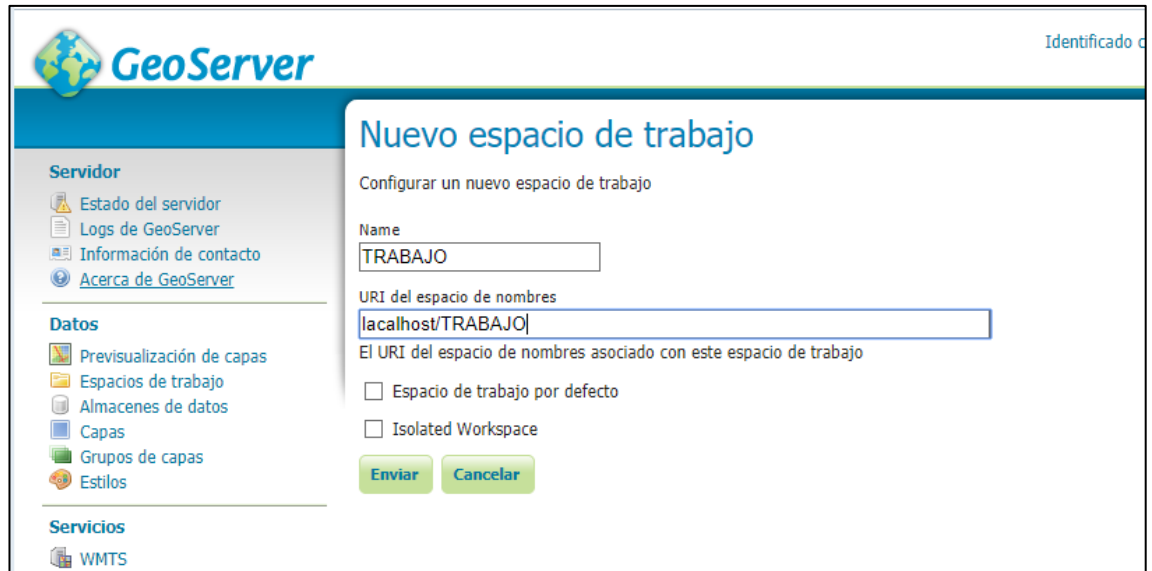 GeoServer
Identificado c
Servidor
Estado del servidor
Logs de GeoServer
Información de contacto
Acerca de GeoServer
Datos
Previsualización de capas
Espacios de trabajo
Almacenes de datos
Capas
Grupos de capas
Estilos
Servicios
WMTS
Nuevo espacio de trabajo
Configurar un nuevo espacio de trabajo
Name
TRABAJO
URI del espacio de nombres
lacalhost/TRABAJO
El URI del espacio de nombres asociado con este espacio de trabajo
Espacio de trabajo por defecto
Isolated Workspace
Enviar Cancelar